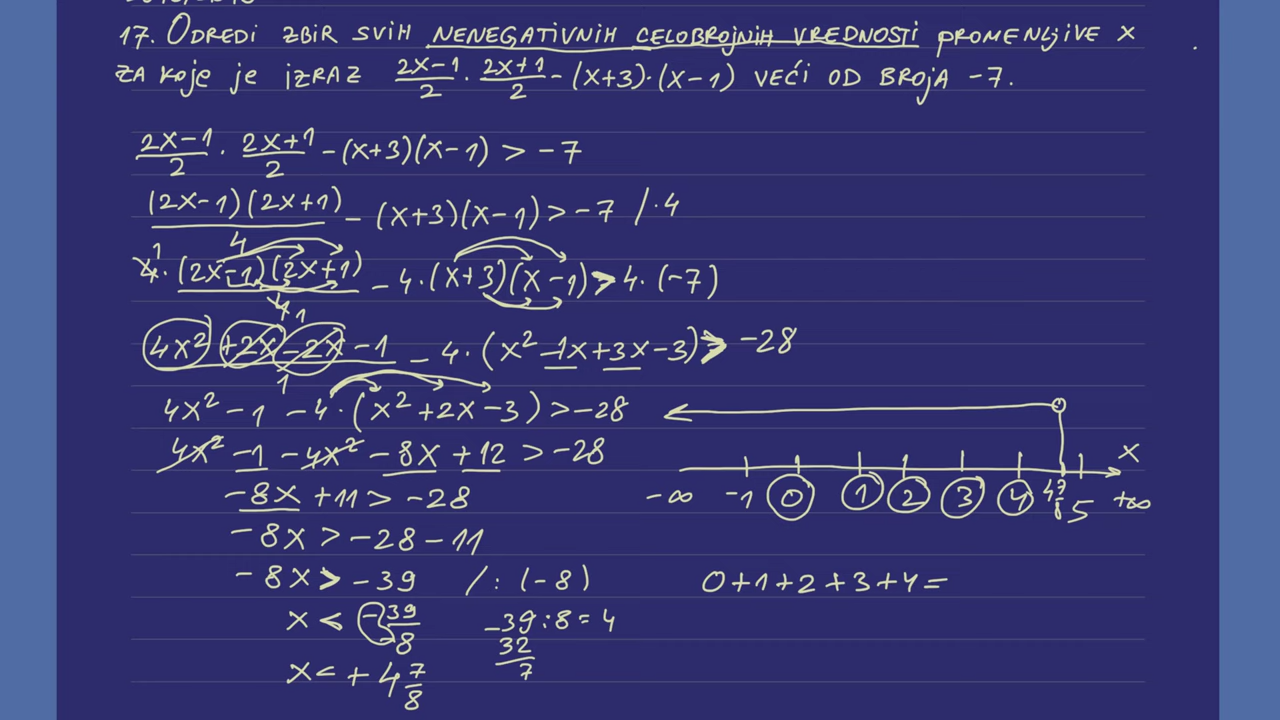 17. ODREDI ZBIR SVIH NENEGATIVNIH CELOBROJNIH VREDNOSTI PROMENLJIVE X
ZA KOJE JE IZRAZ (2X-1)/2 · (2X+1)/2 - (X+3)·(X-1) VEĆI OD BROJA -7.
(2X-1)/2 · (2X+1)/2 - (X+3)(X-1) > -7
(2X-1)(2X+1)/4 - (X+3)(X-1) > -7 /·4
4·(2X-1)(2X+1)/4 - 4·(X+3)(X-1) > 4·(-7)
1
1
(4X² +2X -2X -1)/1 - 4·(X² -1X +3X -3) > -28
4X² -1 -4·(X² +2X -3) > -28
4X² -1 -4X² -8X +12 > -28
-8X +11 > -28
-8X > -28 -11
-8X > -39 /:(-8)
X < -39/-8
X < +4 7/8
-39:8=4
32
7
X
-∞ -1 0 1 2 3 4 4 7/8 5 +∞
0+1+2+3+4=